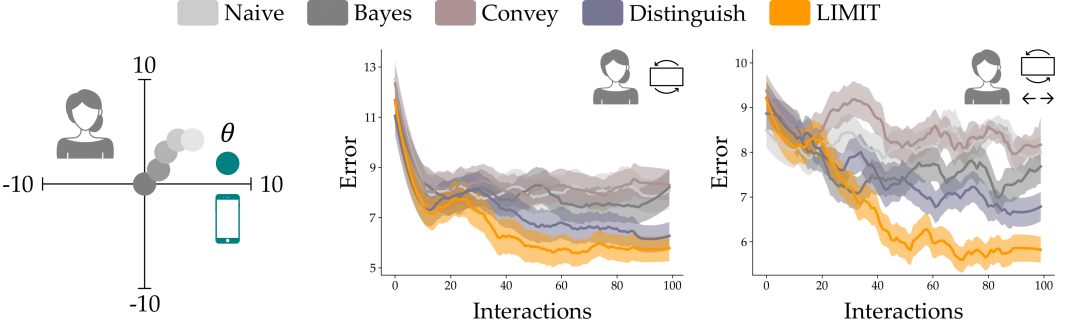 Naive Bayes Convey Distinguish LIMIT
10
θ
-10 10
-10
Error
13
11
9
7
5
0 20 40 60 80 100
Interactions
Error
10
9
8
7
6
0 20 40 60 80 100
Interactions